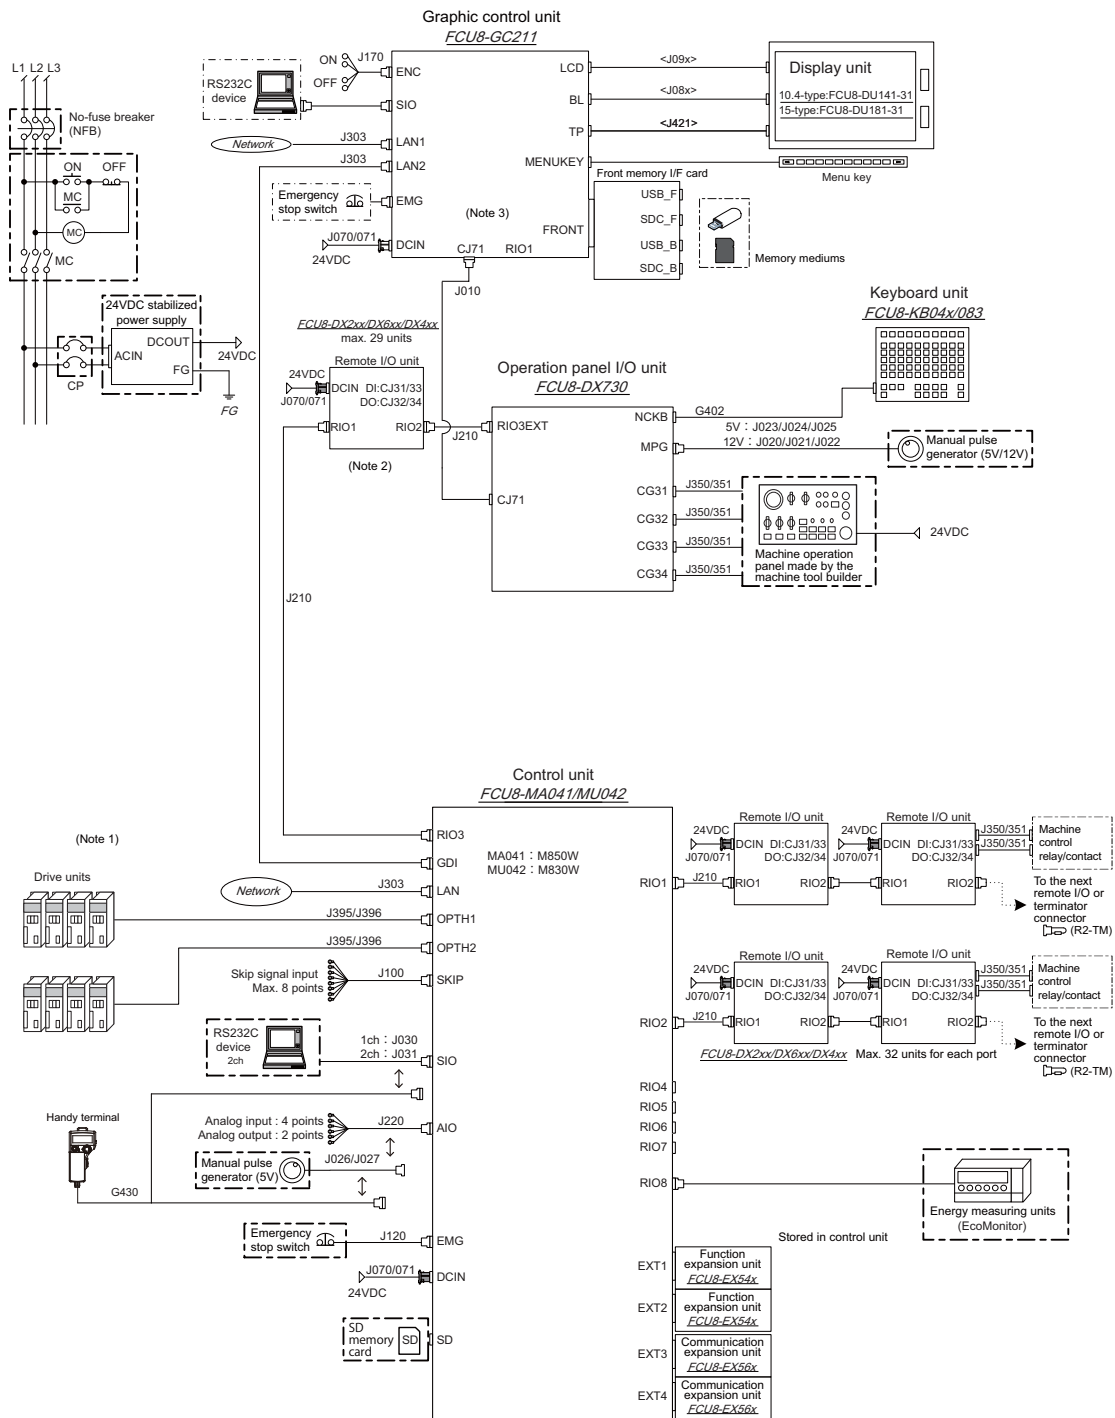 Graphic control unit
FCU8-GC211
L1 L2 L3
No-fuse breaker
(NFB)
ON
OFF
MC
MC
MC
24VDC stabilized
power supply
DCOUT
ACIN
FG
24VDC
CP
FG
ON
OFF
J170
RS232C
device
Network
J303
J303
Emergency
stop switch
J070/071
24VDC
ENC
SIO
LAN1
LAN2
EMG
DCIN
(Note 3)
CJ71
RIO1
J010
LCD
BL
TP
MENUKEY
FRONT
<J09x>
<J08x>
<J421>
Display unit
10.4-type:FCU8-DU141-31
15-type:FCU8-DU181-31
Menu key
Front memory I/F card
USB_F
SDC_F
USB_B
SDC_B
Memory mediums
Keyboard unit
FCU8-KB04x/083
FCU8-DX2xx/DX6xx/DX4xx
max. 29 units
Remote I/O unit
24VDC
J070/071
DCIN DI:CJ31/33
DO:CJ32/34
RIO1
RIO2
(Note 2)
J210
J210
Operation panel I/O unit
FCU8-DX730
RIO3EXT
CJ71
NCKB
MPG
CG31
CG32
CG33
CG34
G402
5V : J023/J024/J025
12V : J020/J021/J022
Manual pulse
generator (5V/12V)
J350/351
J350/351
J350/351
J350/351
Machine operation
panel made by the
machine tool builder
24VDC
Control unit
FCU8-MA041/MU042
MA041 : M850W
MU042 : M830W
(Note 1)
Drive units
RIO3
GDI
Network
J303
LAN
J395/J396
OPTH1
J395/J396
OPTH2
Skip signal input
Max. 8 points
J100
SKIP
RS232C
device
2ch
1ch : J030
2ch : J031
SIO
Handy terminal
Analog input : 4 points
Analog output : 2 points
J220
AIO
Manual pulse
generator (5V)
J026/J027
G430
Emergency
stop switch
J120
EMG
J070/071
24VDC
DCIN
SD
memory
card
SD
SD
RIO1
J210
Remote I/O unit
24VDC
J070/071
DCIN DI:CJ31/33
DO:CJ32/34
RIO1
RIO2
Remote I/O unit
24VDC
J070/071
DCIN DI:CJ31/33
DO:CJ32/34
RIO1
RIO2
J350/351
J350/351
Machine
control
relay/contact
To the next
remote I/O or
terminator
connector
(R2-TM)
RIO2
J210
Remote I/O unit
24VDC
J070/071
DCIN DI:CJ31/33
DO:CJ32/34
RIO1
RIO2
Remote I/O unit
24VDC
J070/071
DCIN DI:CJ31/33
DO:CJ32/34
RIO1
RIO2
J350/351
J350/351
Machine
control
relay/contact
To the next
remote I/O or
terminator
connector
(R2-TM)
FCU8-DX2xx/DX6xx/DX4xx Max. 32 units for each port
RIO4
RIO5
RIO6
RIO7
RIO8
Energy measuring units
(EcoMonitor)
Stored in control unit
EXT1
Function
expansion unit
FCU8-EX54x
EXT2
Function
expansion unit
FCU8-EX54x
EXT3
Communication
expansion unit
FCU8-EX56x
EXT4
Communication
expansion unit
FCU8-EX56x